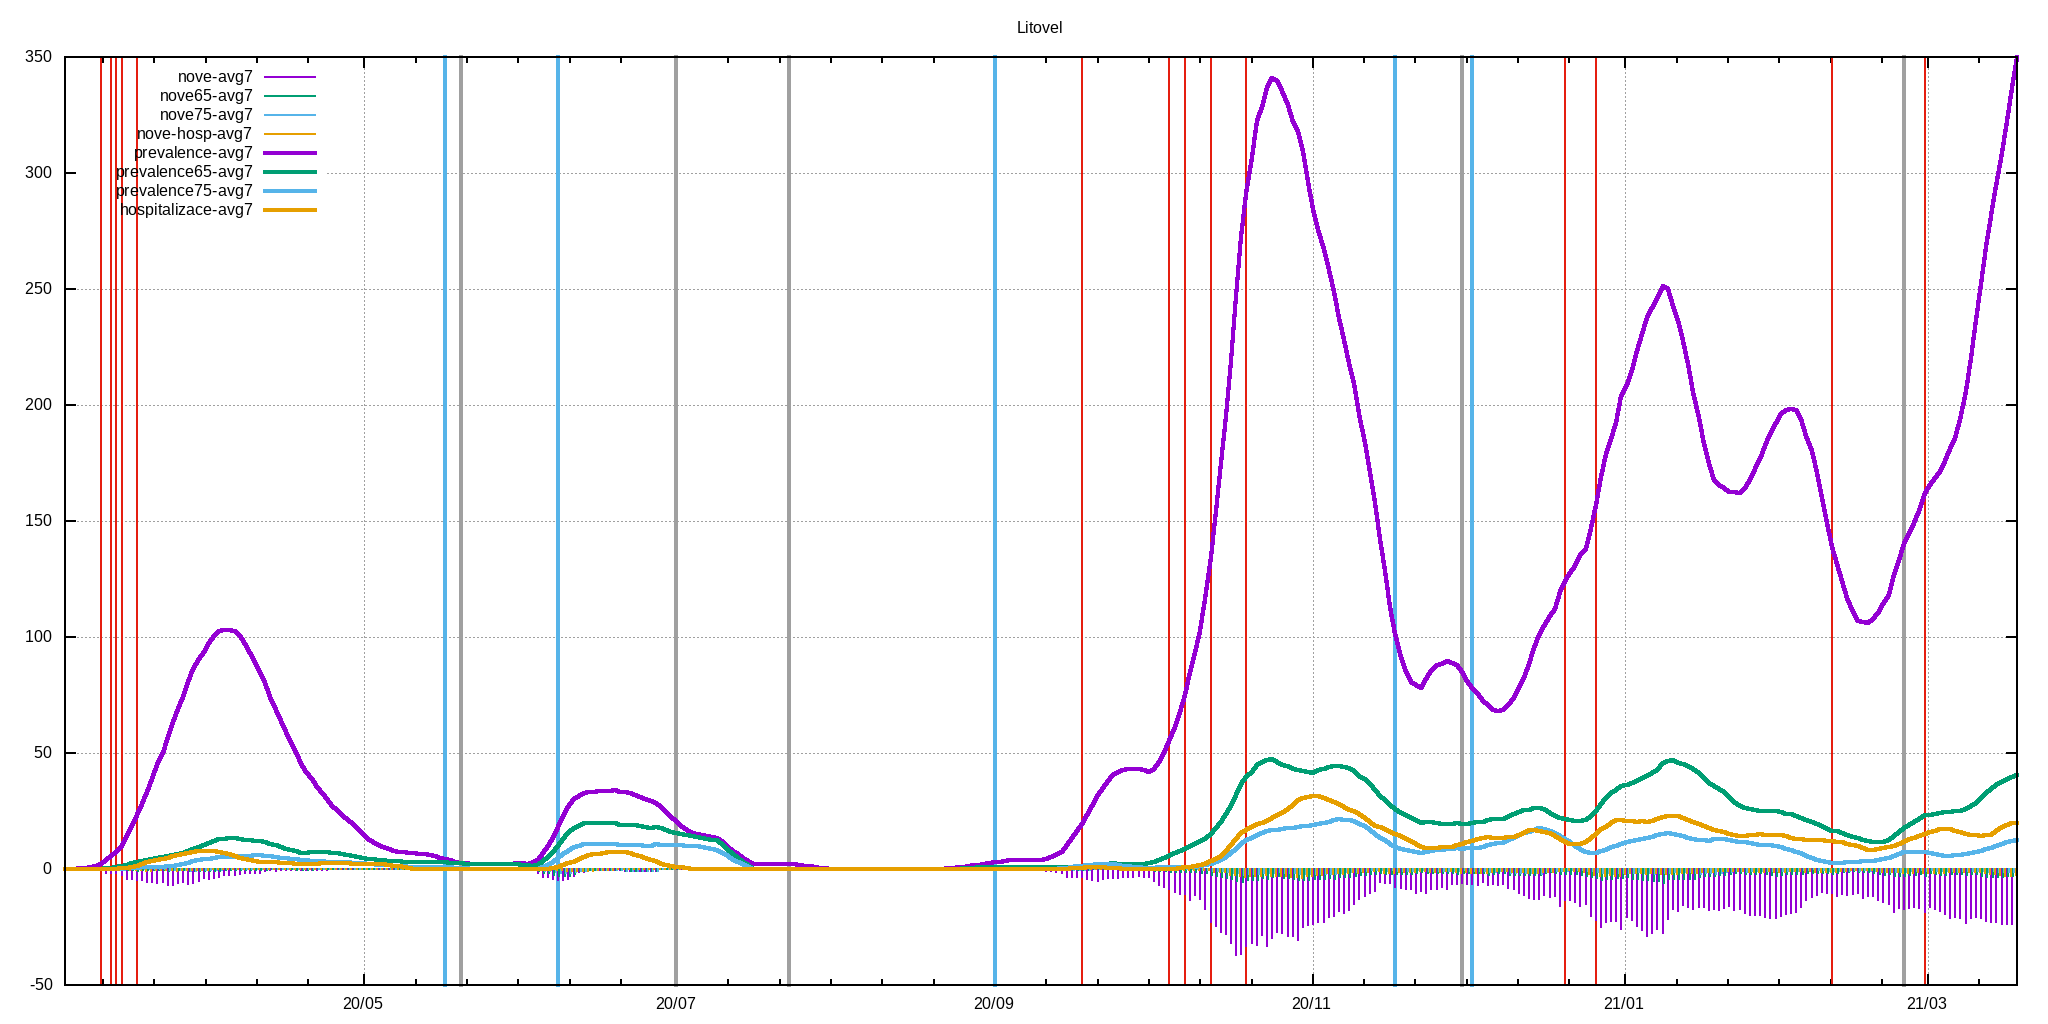 Litovel
350
300
250
200
150
100
50
0
-50
nove-avg7
nove65-avg7
nove75-avg7
nove-hosp-avg7
prevalence-avg7
prevalence65-avg7
prevalence75-avg7
hospitalizace-avg7
20/05 20/07 20/09 20/11 21/01 21/03